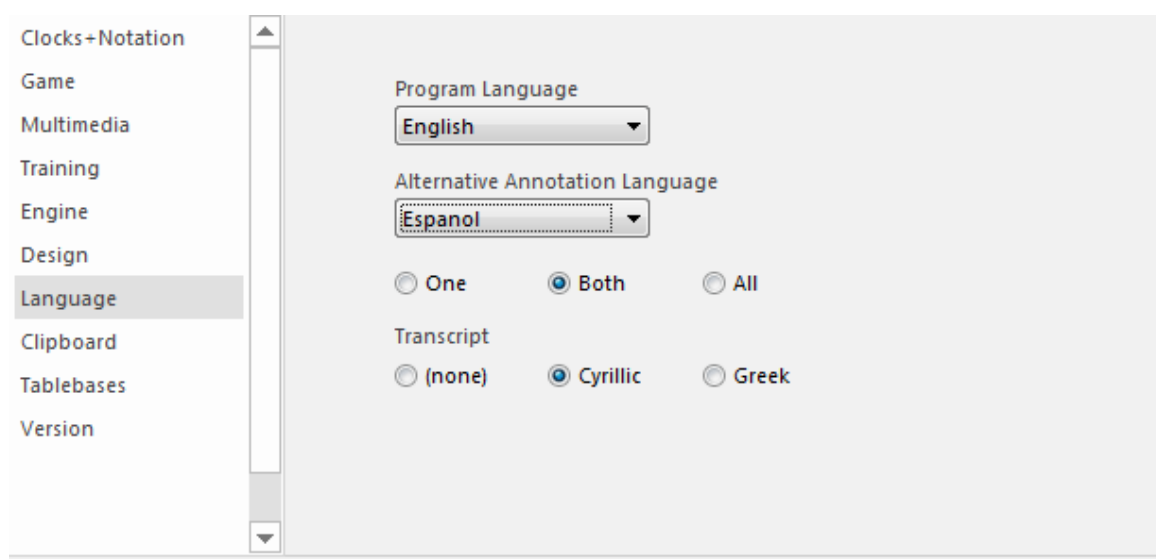 Clocks+Notation
Game
Multimedia
Training
Engine
Design
Language
Clipboard
Tablebases
Version
Program Language
English
Alternative Annotation Language
Espanol
One Both All
Transcript
(none) Cyrillic Greek